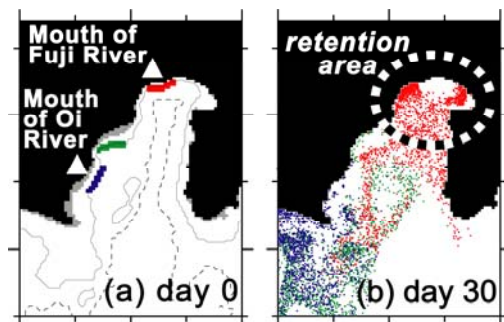 Mouth of
Fuji River
Mouth
of Oi
River
(a) day 0
retention
area
(b) day 30